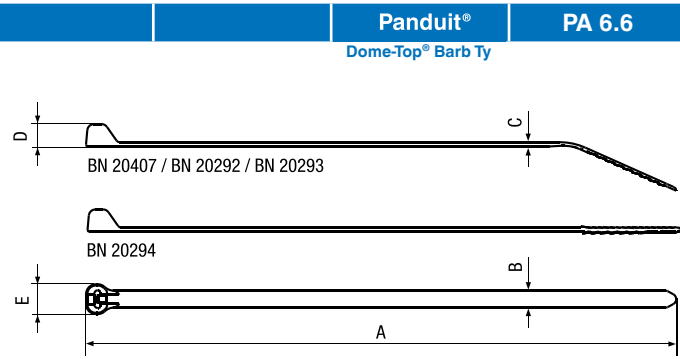 Panduit® PA 6.6
Dome-Top® Barb Ty
D
C
BN 20407 / BN 20292 / BN 20293
BN 20294
B
E
A